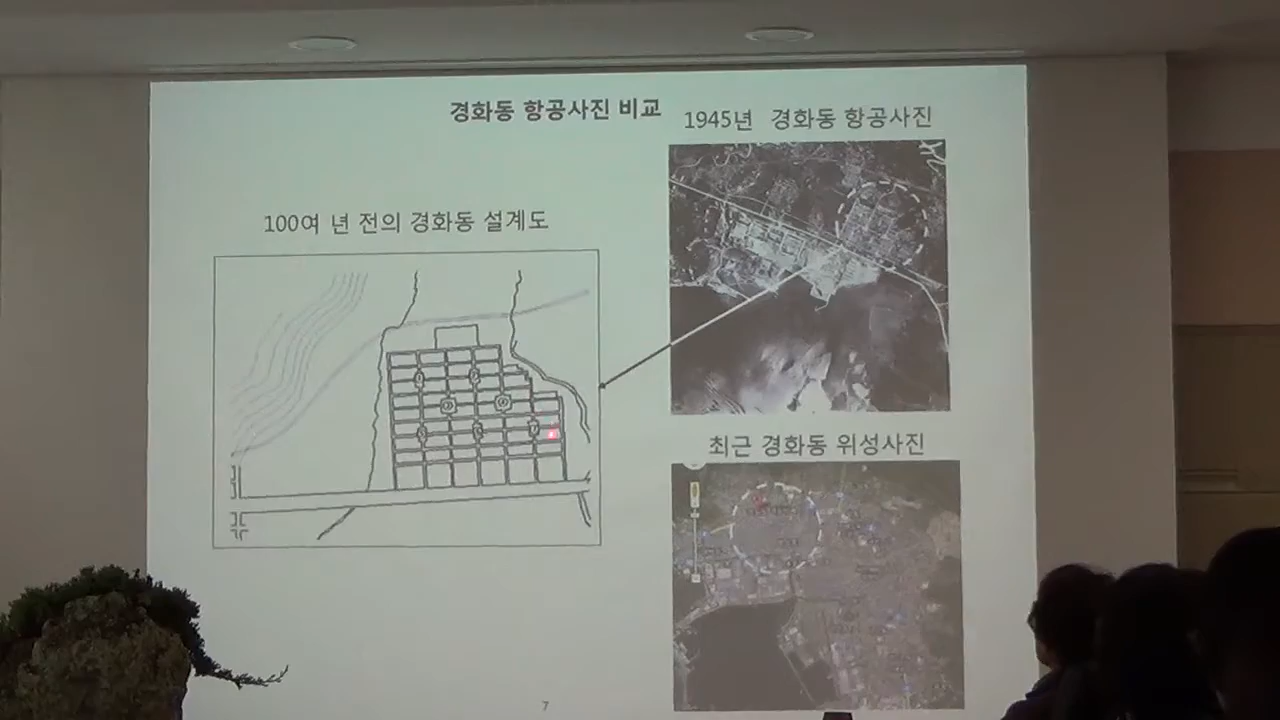 경화동 항공사진 비교
1945년 경화동 항공사진
100여 년 전의 경화동 설계도
최근 경화동 위성사진
7